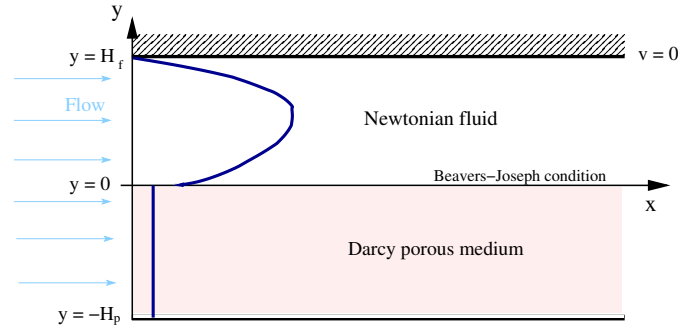 y
y = H_f
v = 0
Flow
Newtonian fluid
y = 0
Beavers-Joseph condition
x
Darcy porous medium
y = -H_p